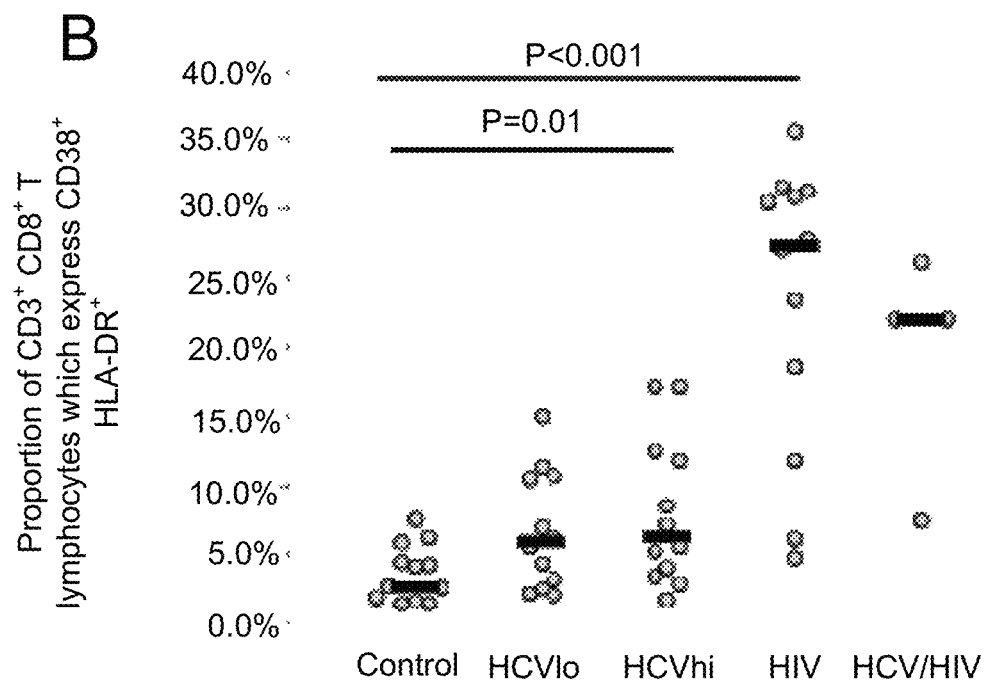 B
P<0.001
P=0.01
40.0%
35.0%
30.0%
25.0%
20.0%
15.0%
10.0%
5.0%
0.0%
Proportion of CD3⁺ CD8⁺ T
lymphocytes which express CD38⁺
HLA-DR⁺
Control HCVlo HCVhi HIV HCV/HIV